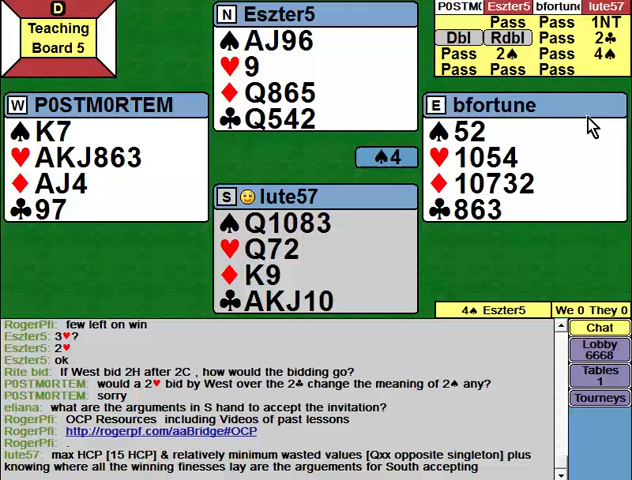 D
Teaching
Board 5
N Eszter5
♠AJ96
♥9
♦Q865
♣Q542
P0STM0 Eszter5 bfortune lute57
Pass Pass 1NT
Dbl Rdbl Pass 2♣
Pass 2♠ Pass 4♠
Pass Pass Pass
W P0STM0RTEM
♠K7
♥AKJ863
♦AJ4
♣97
♠4
E bfortune
♠52
♥1054
♦10732
♣863
S lute57
♠Q1083
♥Q72
♦K9
♣AKJ10
4♠ Eszter5 We 0 They 0
RogerPfi: few left on win
Eszter5: 3♥?
Eszter5: 2♥
Eszter5: ok
Rite bid: If West bid 2H after 2C , how would the bidding go?
P0STM0RTEM: would a 2♥ bid by West over the 2♣ change the meaning of 2♠ any?
P0STM0RTEM: sorry
eliana: what are the arguments in S hand to accept the invitation?
RogerPfi: OCP Resources including Videos of past lessons
RogerPfi: http://rogerpf.com/aaBridge#OCP
RogerPfi: .
lute57: max HCP [15 HCP] & relatively minimum wasted values [Qxx opposite singleton] plus
knowing where all the winning finesses lay are the arguements for South accepting
Chat
Lobby
6668
Tables
1
Tourneys